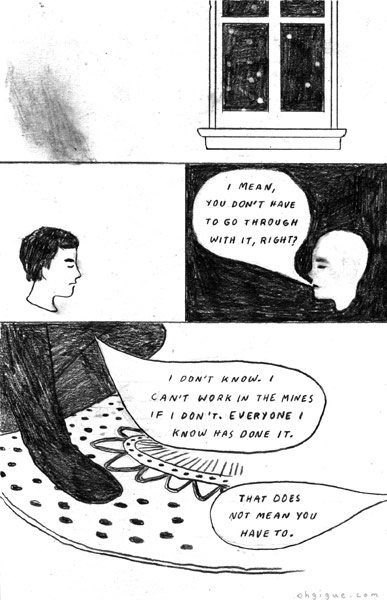 I MEAN,
YOU DON'T HAVE
TO GO THROUGH
WITH IT, RIGHT?
I DON'T KNOW. I
CAN'T WORK IN THE MINES
IF I DON'T. EVERYONE I
KNOW HAS DONE IT.
THAT DOES
NOT MEAN YOU
HAVE TO.
ohgigue.com